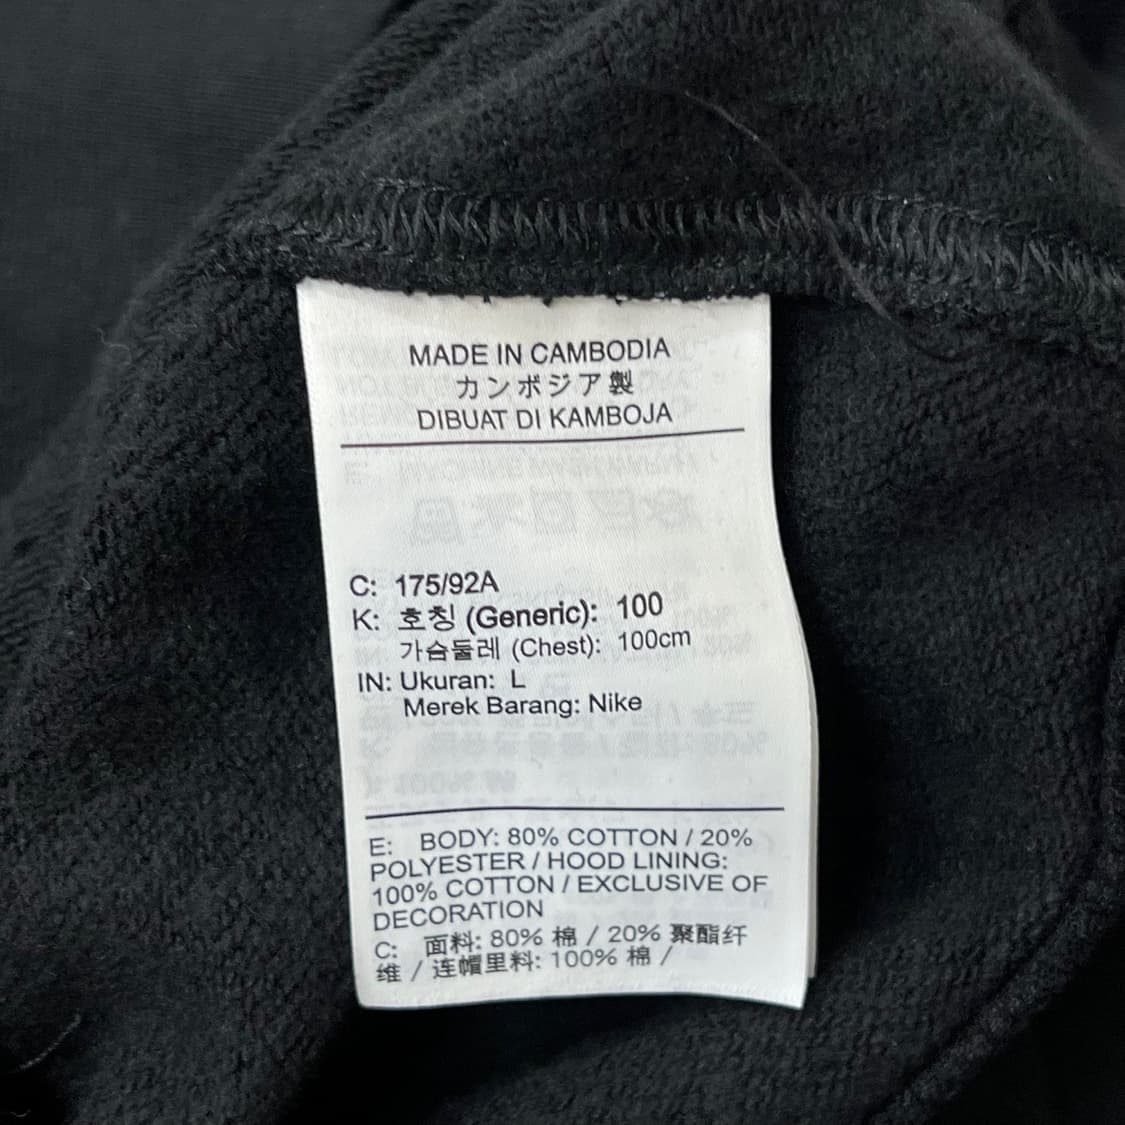 MADE IN CAMBODIA
カンボジア製
DIBUAT DI KAMBOJA
C: 175/92A
K: 호칭 (Generic): 100
가슴둘레 (Chest): 100cm
IN: Ukuran: L
Merek Barang: Nike
E: BODY: 80% COTTON / 20%
POLYESTER / HOOD LINING:
100% COTTON / EXCLUSIVE OF
DECORATION
C: 面料: 80% 棉 / 20% 聚酯纤
维 / 连帽里料: 100% 棉 /